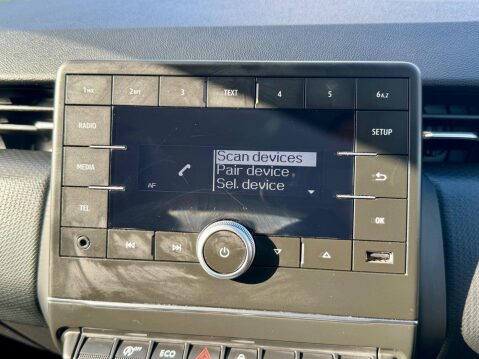 1 2 3 TEXT 4 5 6 A.Z
RADIO SETUP
Scan devices
MEDIA Pair device
AF Sel. device
TEL OK
ECO